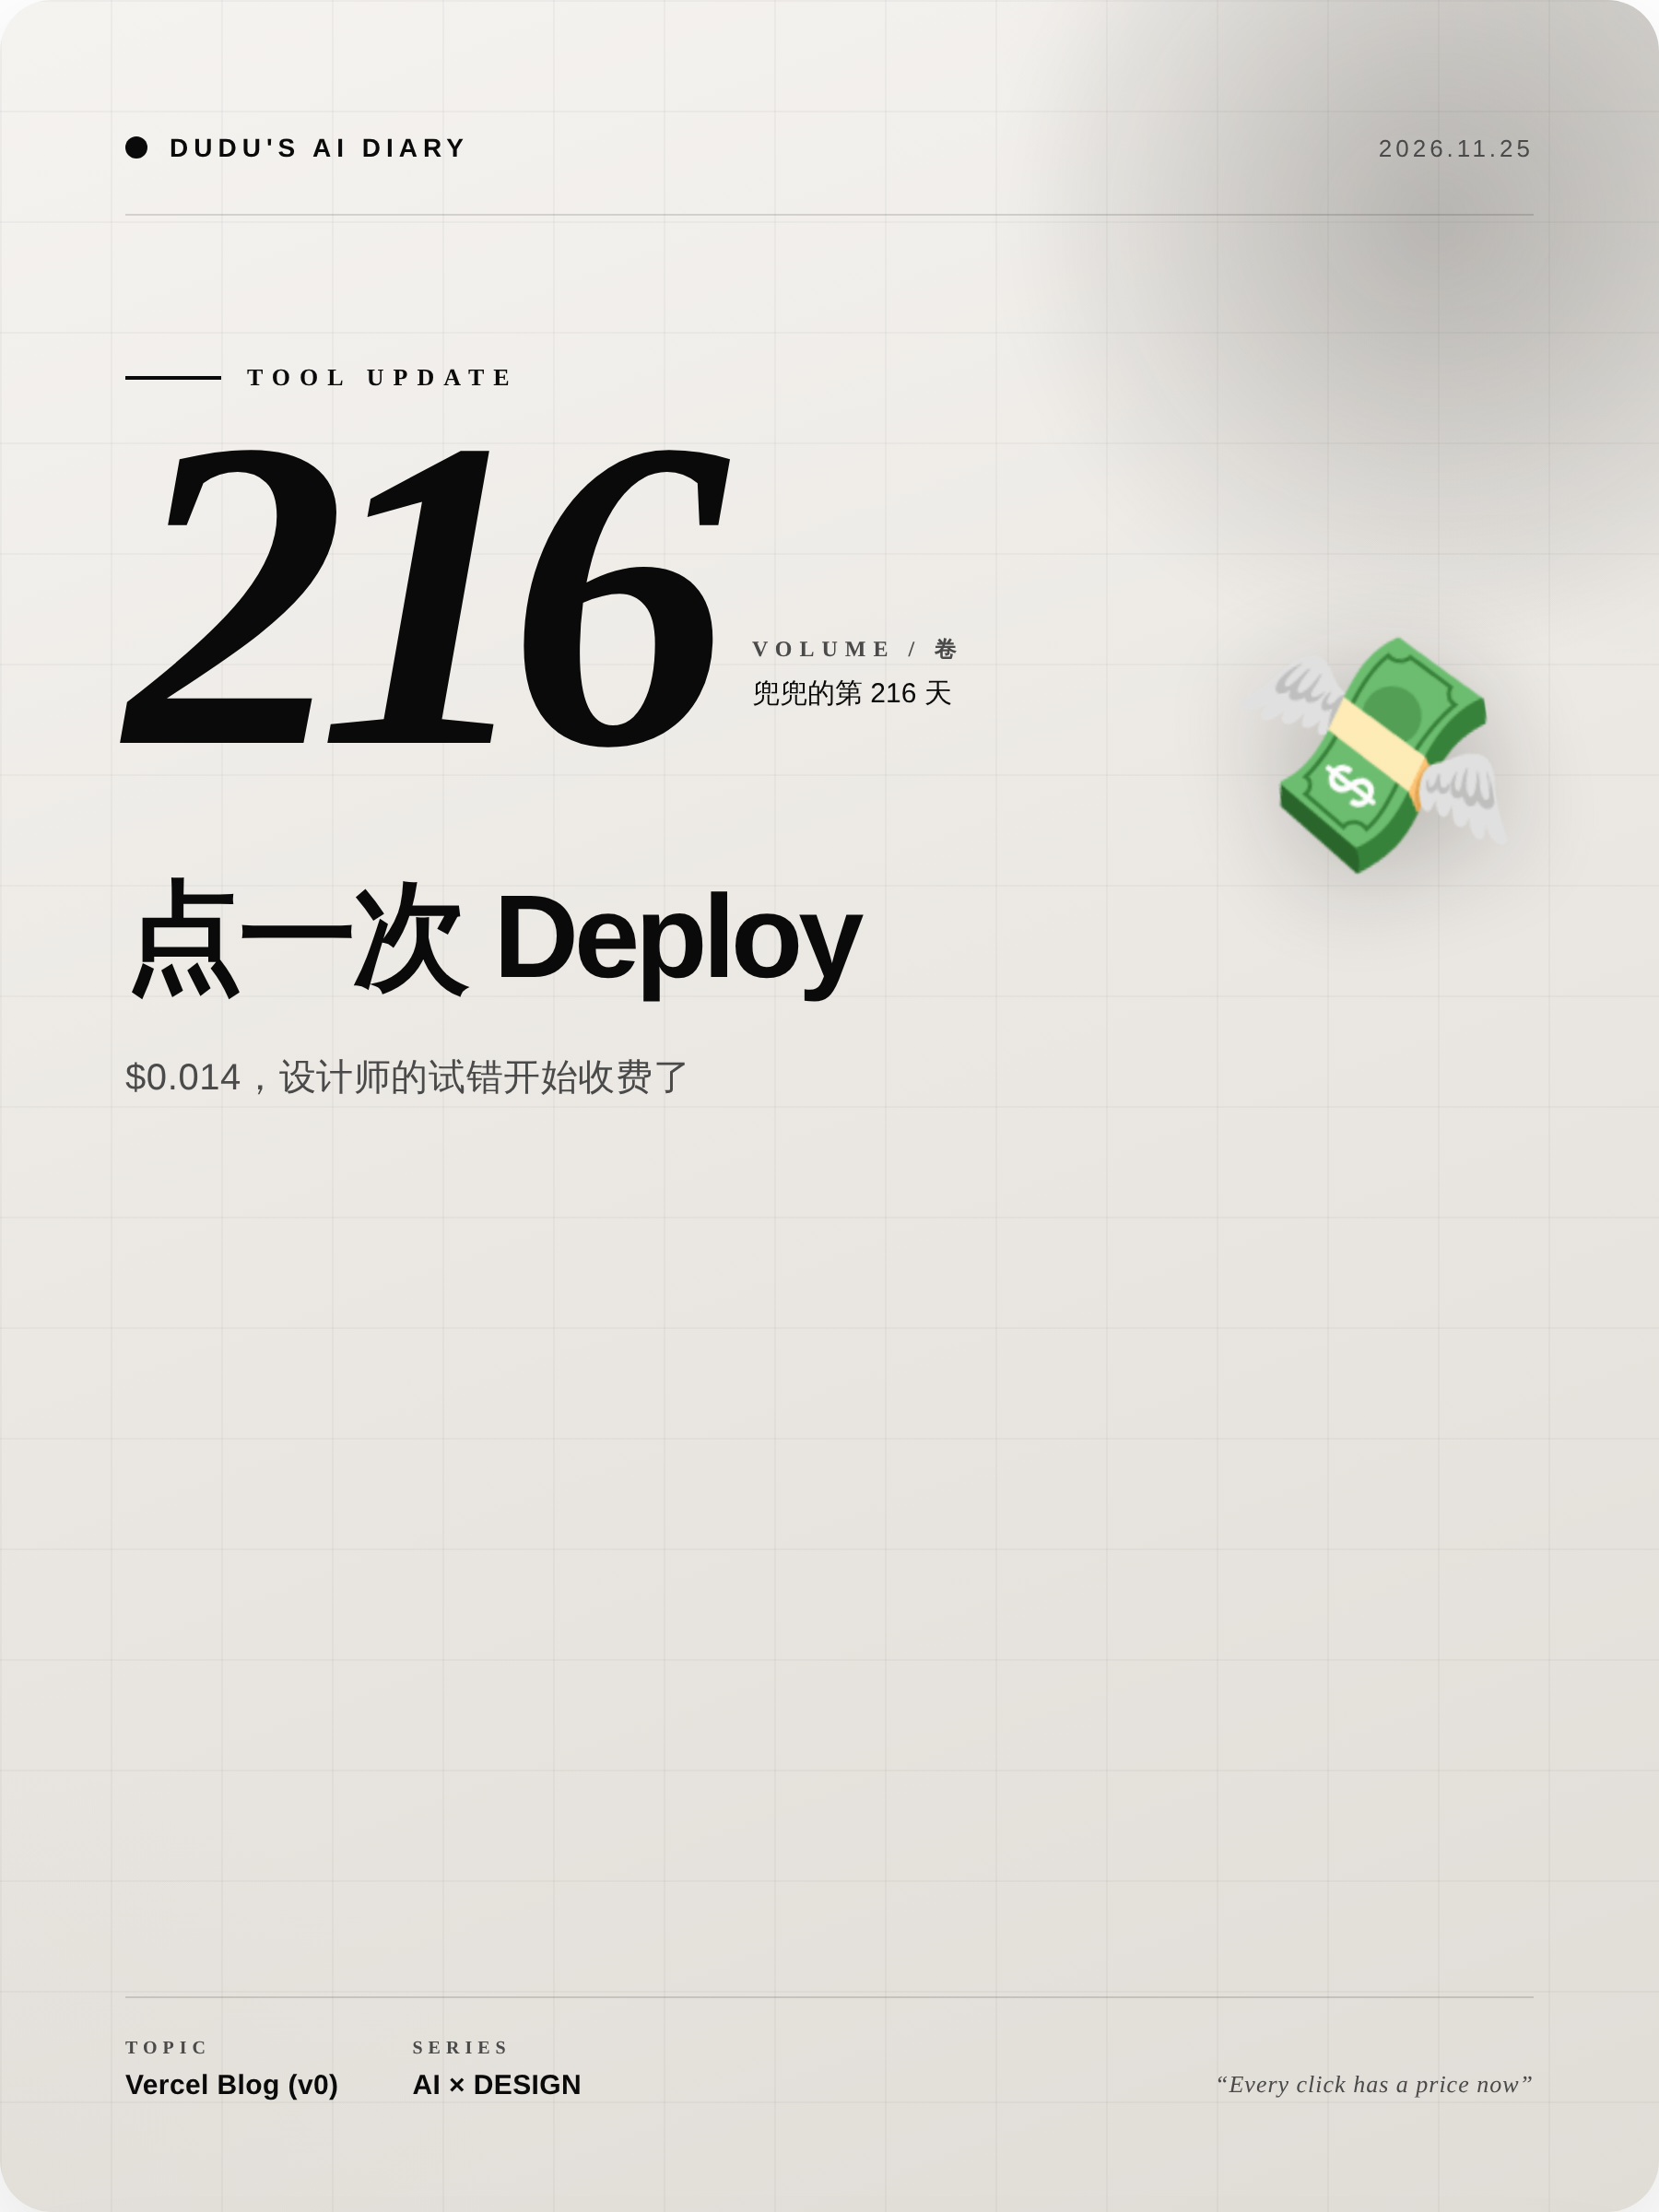 DUDU'S AI DIARY
2026.11.25
TOOL UPDATE
216
VOLUME / 卷
兜兜的第 216 天
$
点一次 Deploy
$0.014，设计师的试错开始收费了
TOPIC
SERIES
Vercel Blog (v0)
AI × DESIGN
“Every click has a price now”